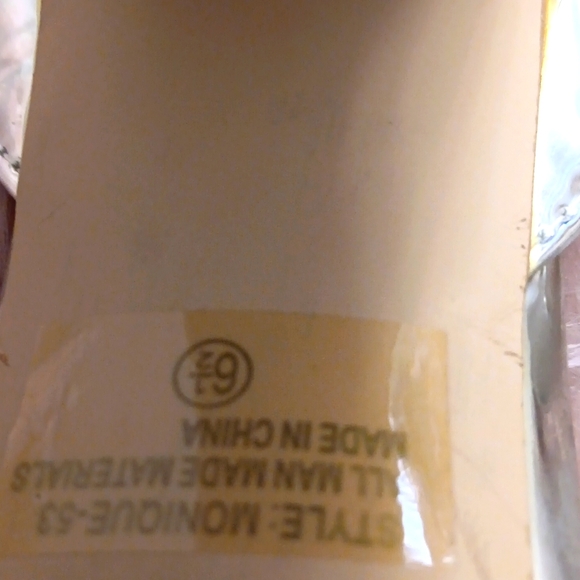 STYLE: MONIQUE-53
ALL MAN MADE MATERIALS
MADE IN CHINA
6½